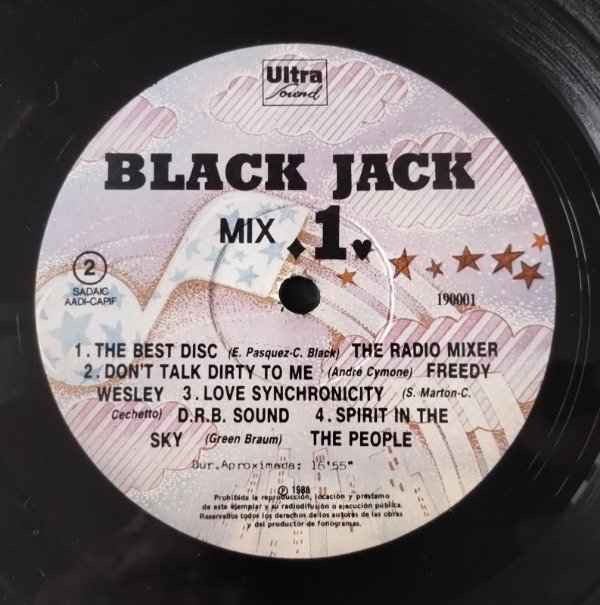 Ultra
Sound
BLACK JACK
MIX ♦1♥
2
SADAIC
AADI-CAPIF
190001
1. THE BEST DISC (E. Pasquez-C. Black) THE RADIO MIXER
2. DON'T TALK DIRTY TO ME (André Cymone) FREEDY
WESLEY 3. LOVE SYNCHRONICITY (S. Marton-C.
Cechetto) D.R.B. SOUND 4. SPIRIT IN THE
SKY (Green Braum) THE PEOPLE
Dur.Aproximada: 16'55"
℗ 1988
Prohibida la reproducción, locación y préstamo
de este ejemplar y su radiodifusión o ejecución pública.
Reservados todos los derechos de los autores de las obras
y del productor de fonogramas.